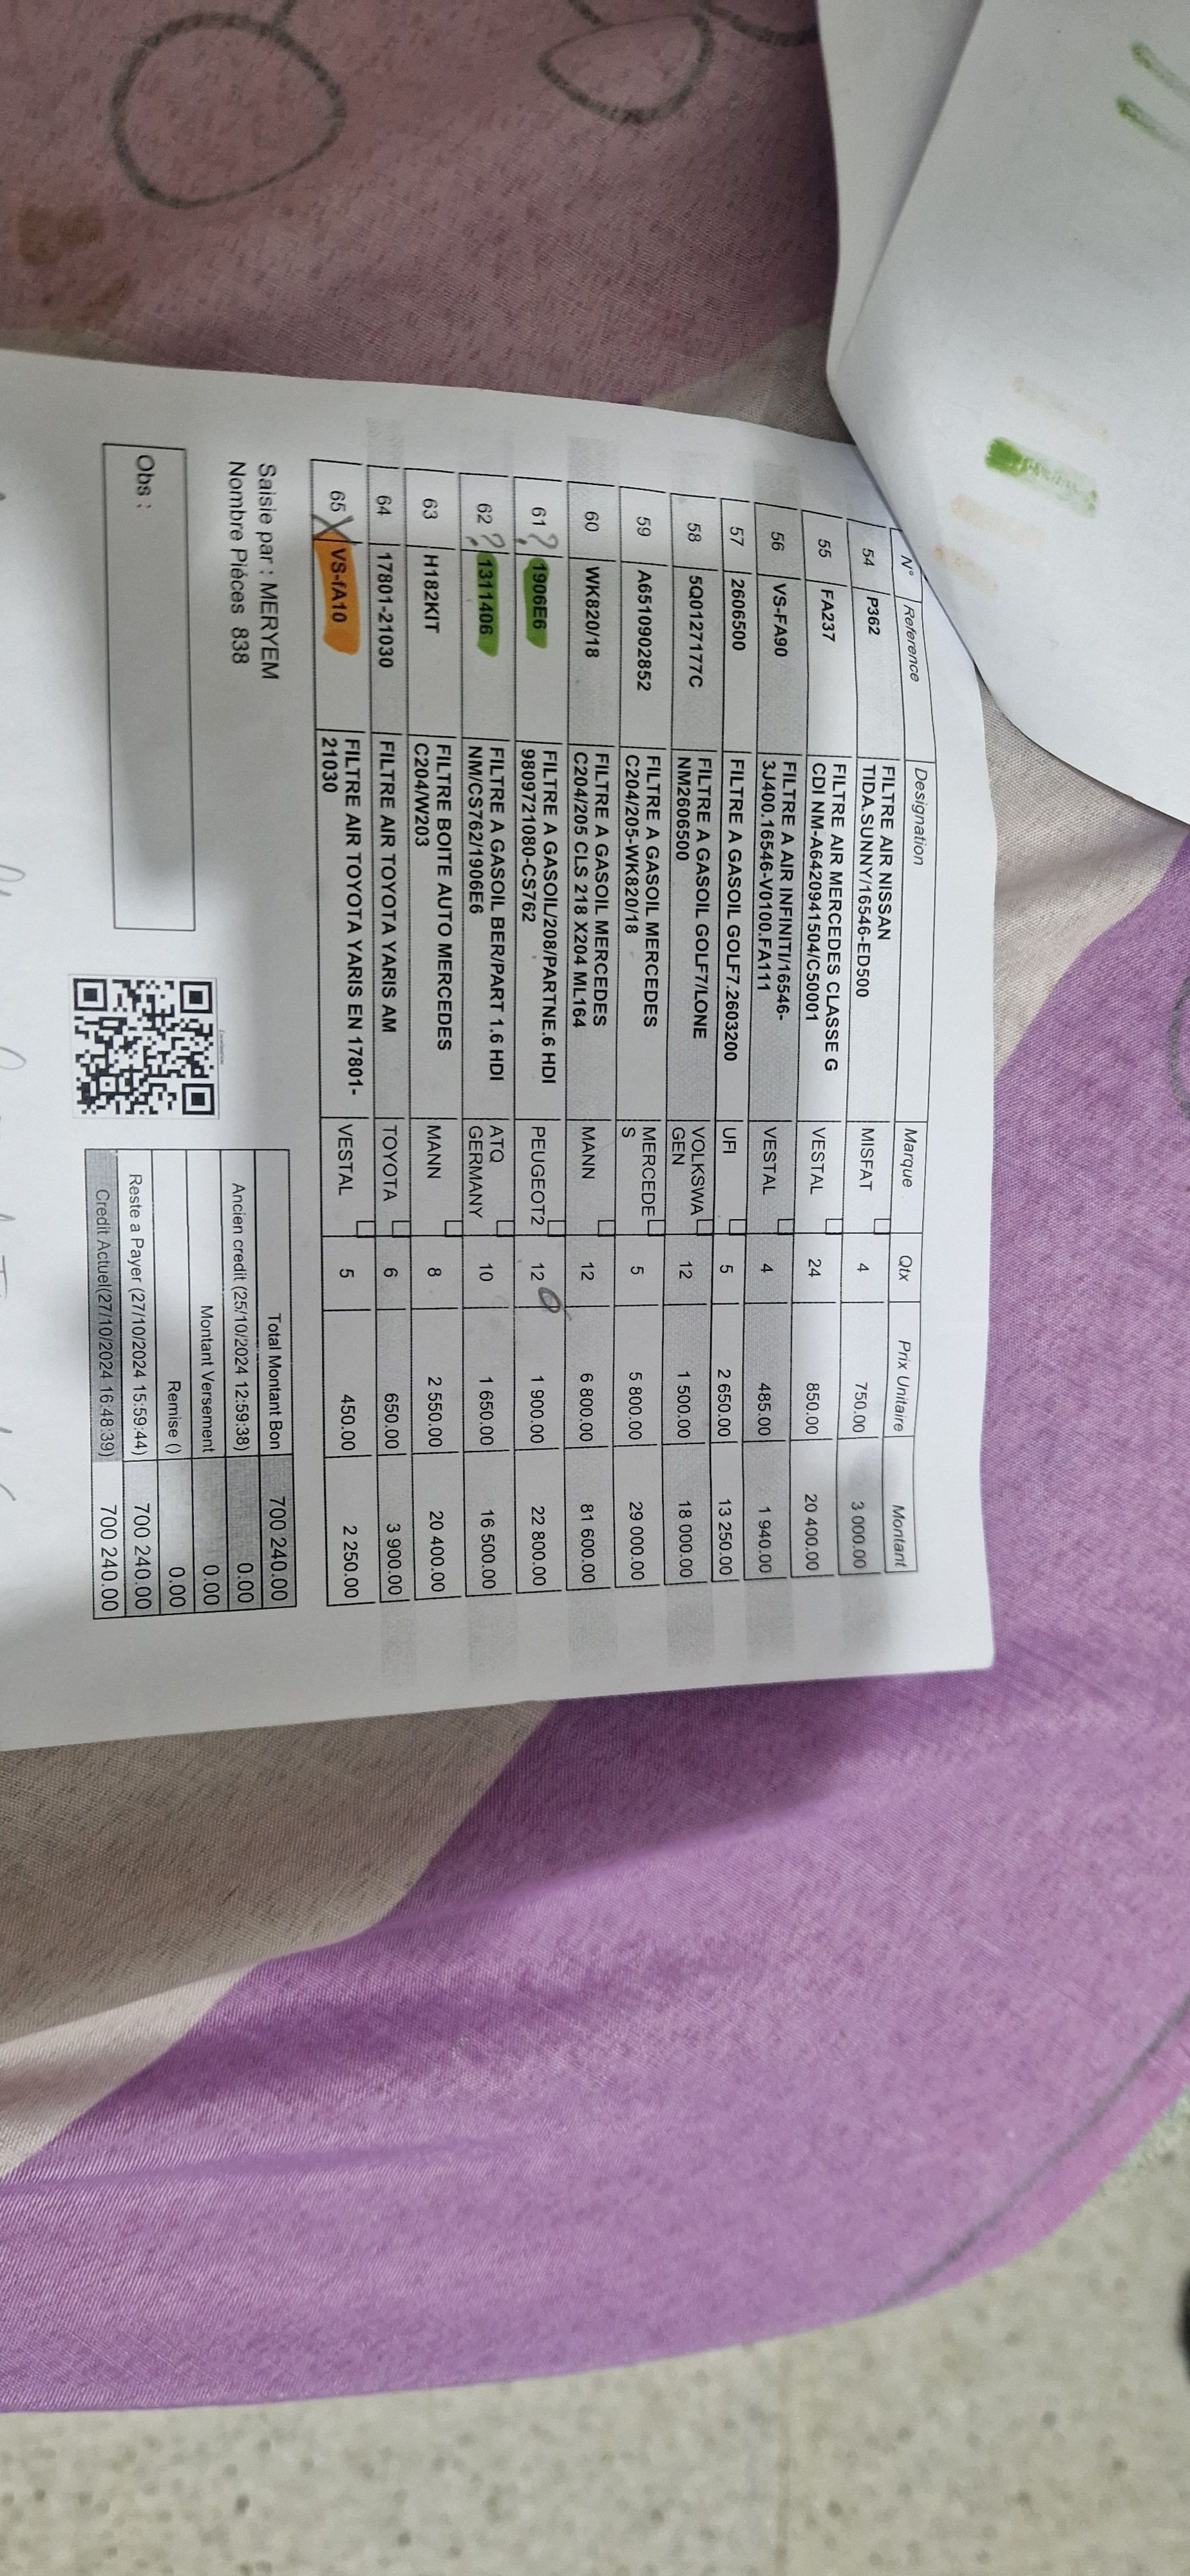 N° Reference Designation Marque Qtx Prix Unitaire Montant
54 P362 FILTRE AIR NISSAN MISFAT 4 750.00 3 000.00
TIDA.SUNNY/16546-ED500
55 FA237 FILTRE AIR MERCEDES CLASSE G VESTAL 24 850.00 20 400.00
CDI NM-A6420941504/C50001
56 VS-FA90 FILTRE A AIR INFINITI/16546- VESTAL 4 485.00 1 940.00
3J400.16546-V0100.FA111
57 2606500 FILTRE A GASOIL GOLF7.2603200 UFI 5 2 650.00 13 250.00
58 5Q0127177C FILTRE A GASOIL GOLF7/LONE VOLKSWA 12 1 500.00 18 000.00
NM2606500 GEN
59 A6510902852 FILTRE A GASOIL MERCEDES MERCEDE 5 5 800.00 29 000.00
C204/205-WK820/18 S
60 WK820/18 FILTRE A GASOIL MERCEDES MANN 12 6 800.00 81 600.00
C204/205 CLS 218 X204 ML164
61 ? 1906E6 FILTRE A GASOIL/208/PARTNE.6 HDI PEUGEOT2 12 1 900.00 22 800.00
9809721080-CS762
62 ? 1311406 FILTRE A GASOIL BER/PART 1.6 HDI ATQ 10 1 650.00 16 500.00
NM/CS762/1906E6 GERMANY
63 H182KIT FILTRE BOITE AUTO MERCEDES MANN 8 2 550.00 20 400.00
C204/W203
64 17801-21030 FILTRE AIR TOYOTA YARIS AM TOYOTA 6 650.00 3 900.00
65 VS-fA10 FILTRE AIR TOYOTA YARIS EN 17801- VESTAL 5 450.00 2 250.00
21030
Saisie par : MERYEM
Nombre Piéces 838
Total Montant Bon 700 240.00
Ancien credit (25/10/2024 12:59:38) 0.00
Montant Versement 0.00
Remise () 0.00
Reste a Payer (27/10/2024 15:59:44) 700 240.00
Credit Actuel(27/10/2024 16:48:39) 700 240.00
Obs :